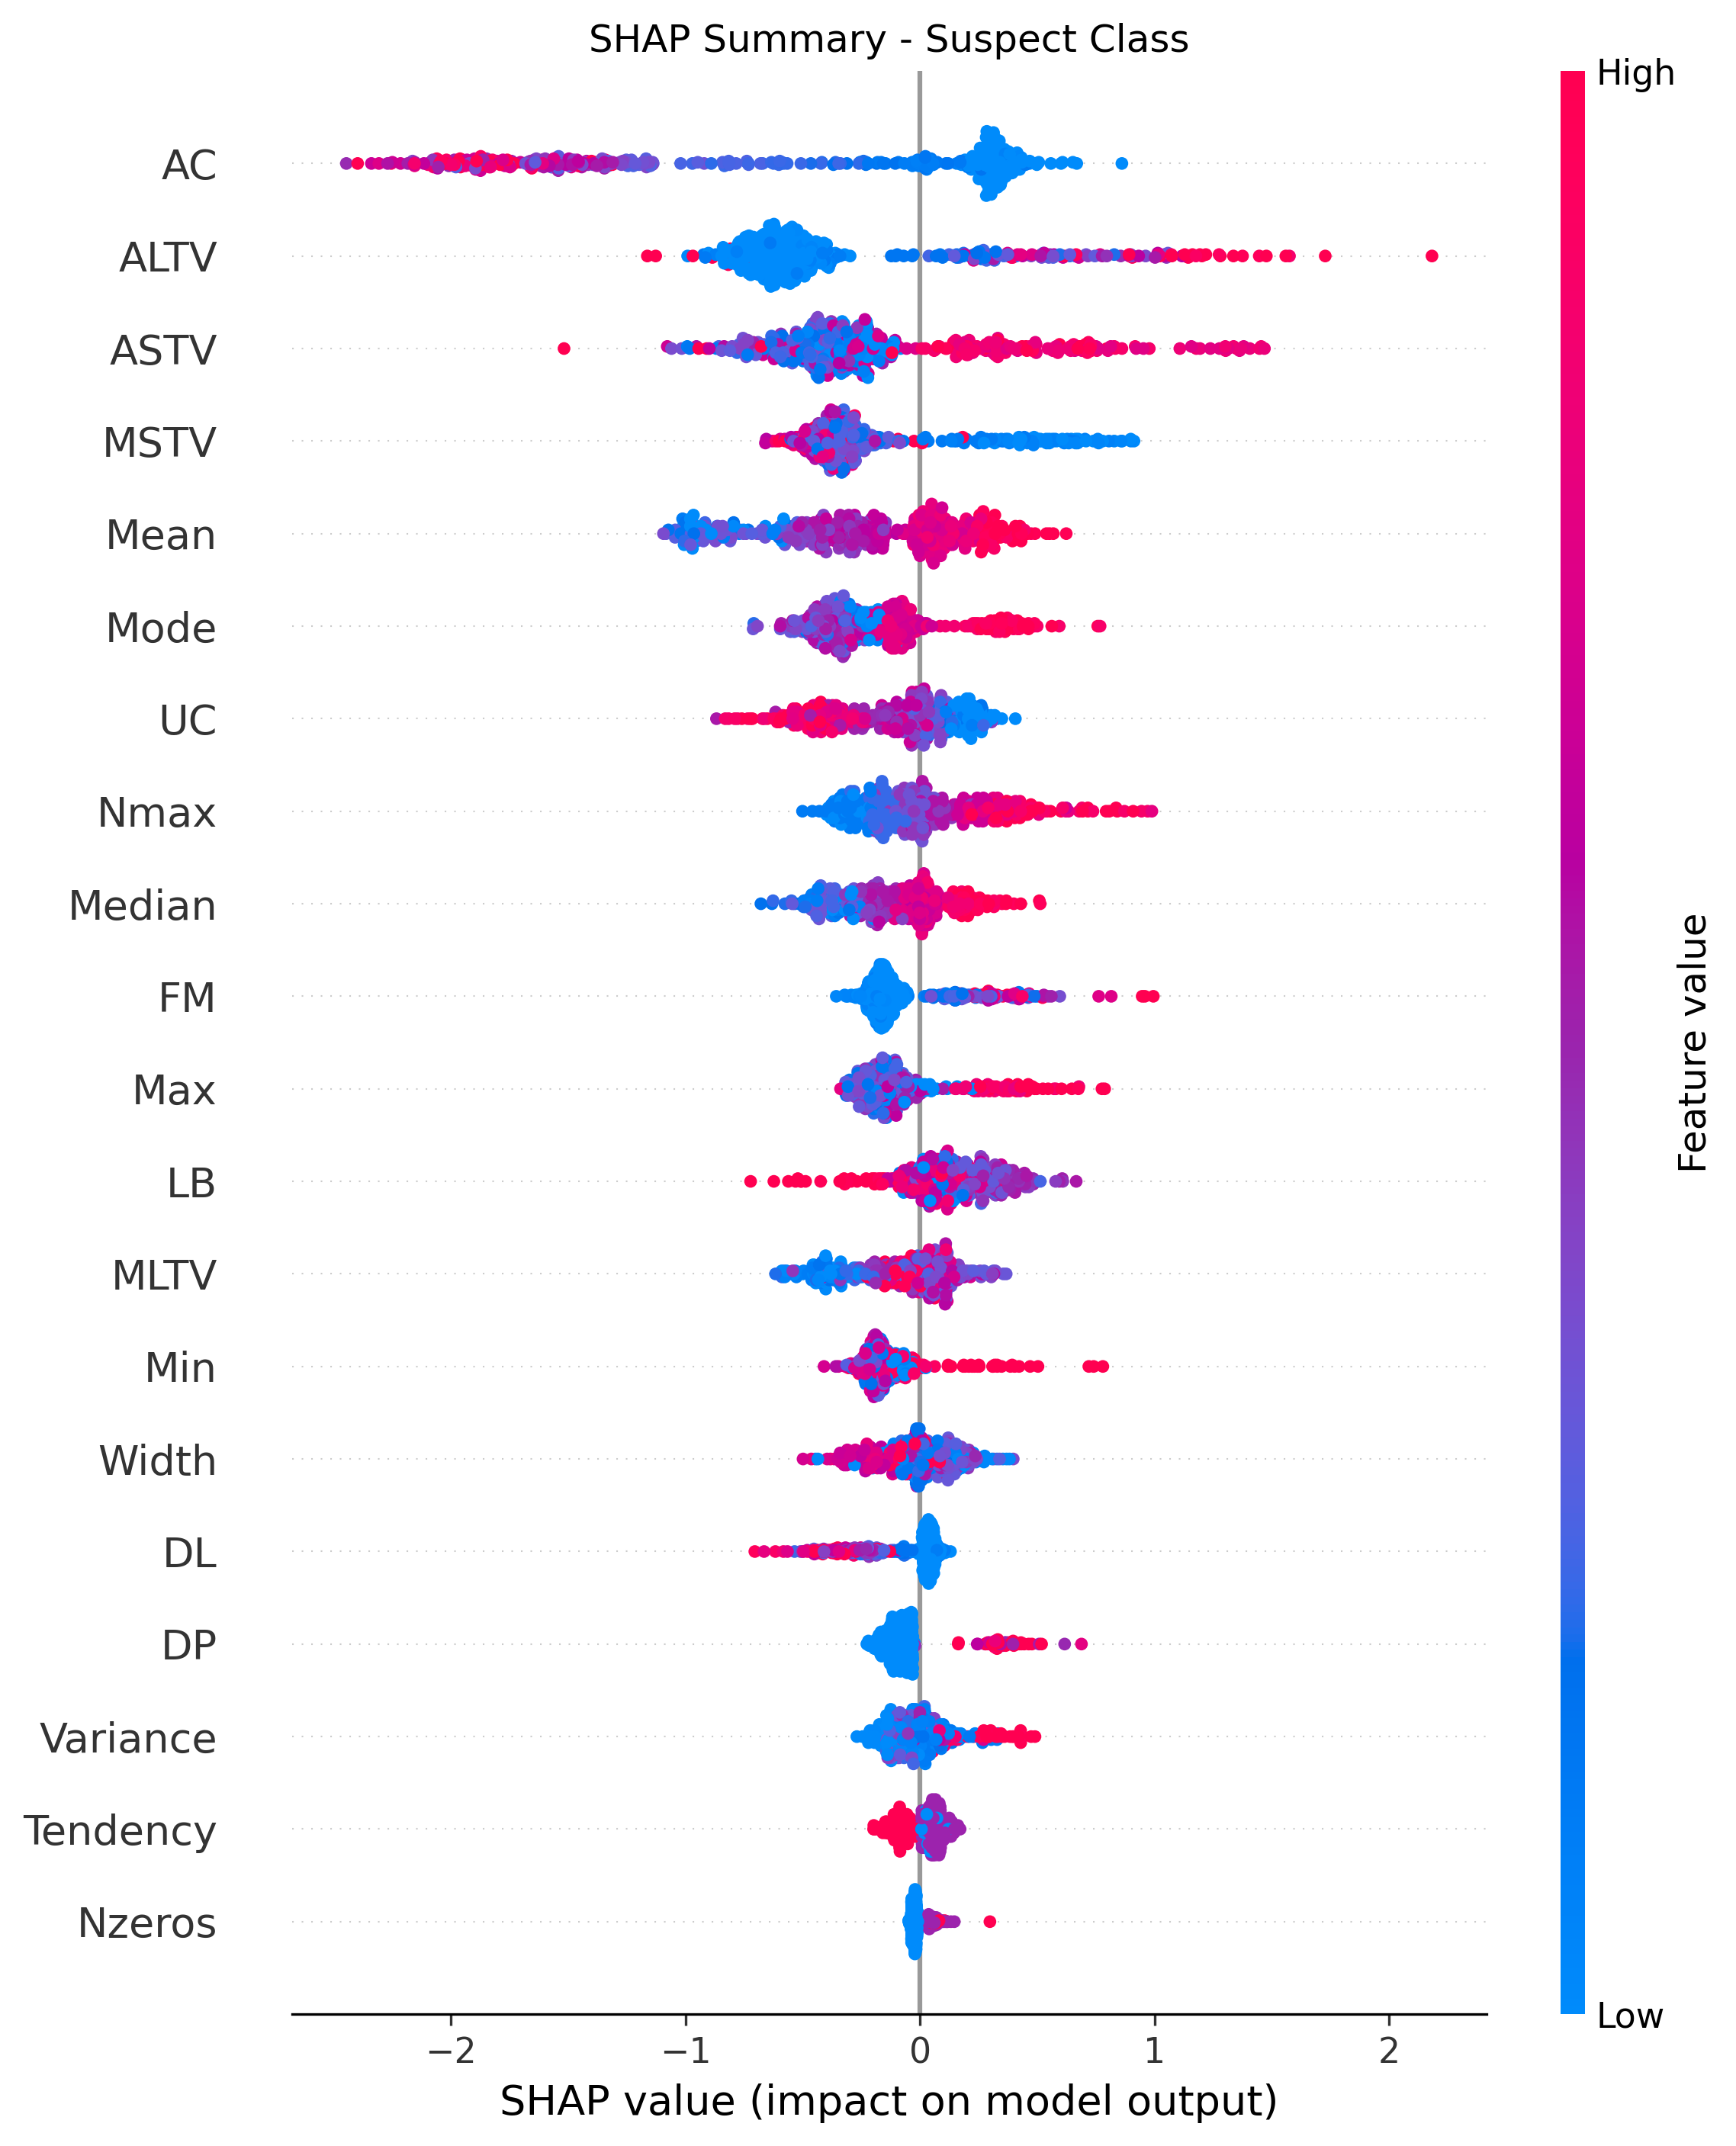 SHAP Summary - Suspect Class
High
AC
ALTV
ASTV
MSTV
Mean
Mode
UC
Nmax
Median
FM
Max
LB
MLTV
Min
Width
DL
DP
Variance
Tendency
Nzeros
Feature value
Low
−2 −1 0 1 2
SHAP value (impact on model output)